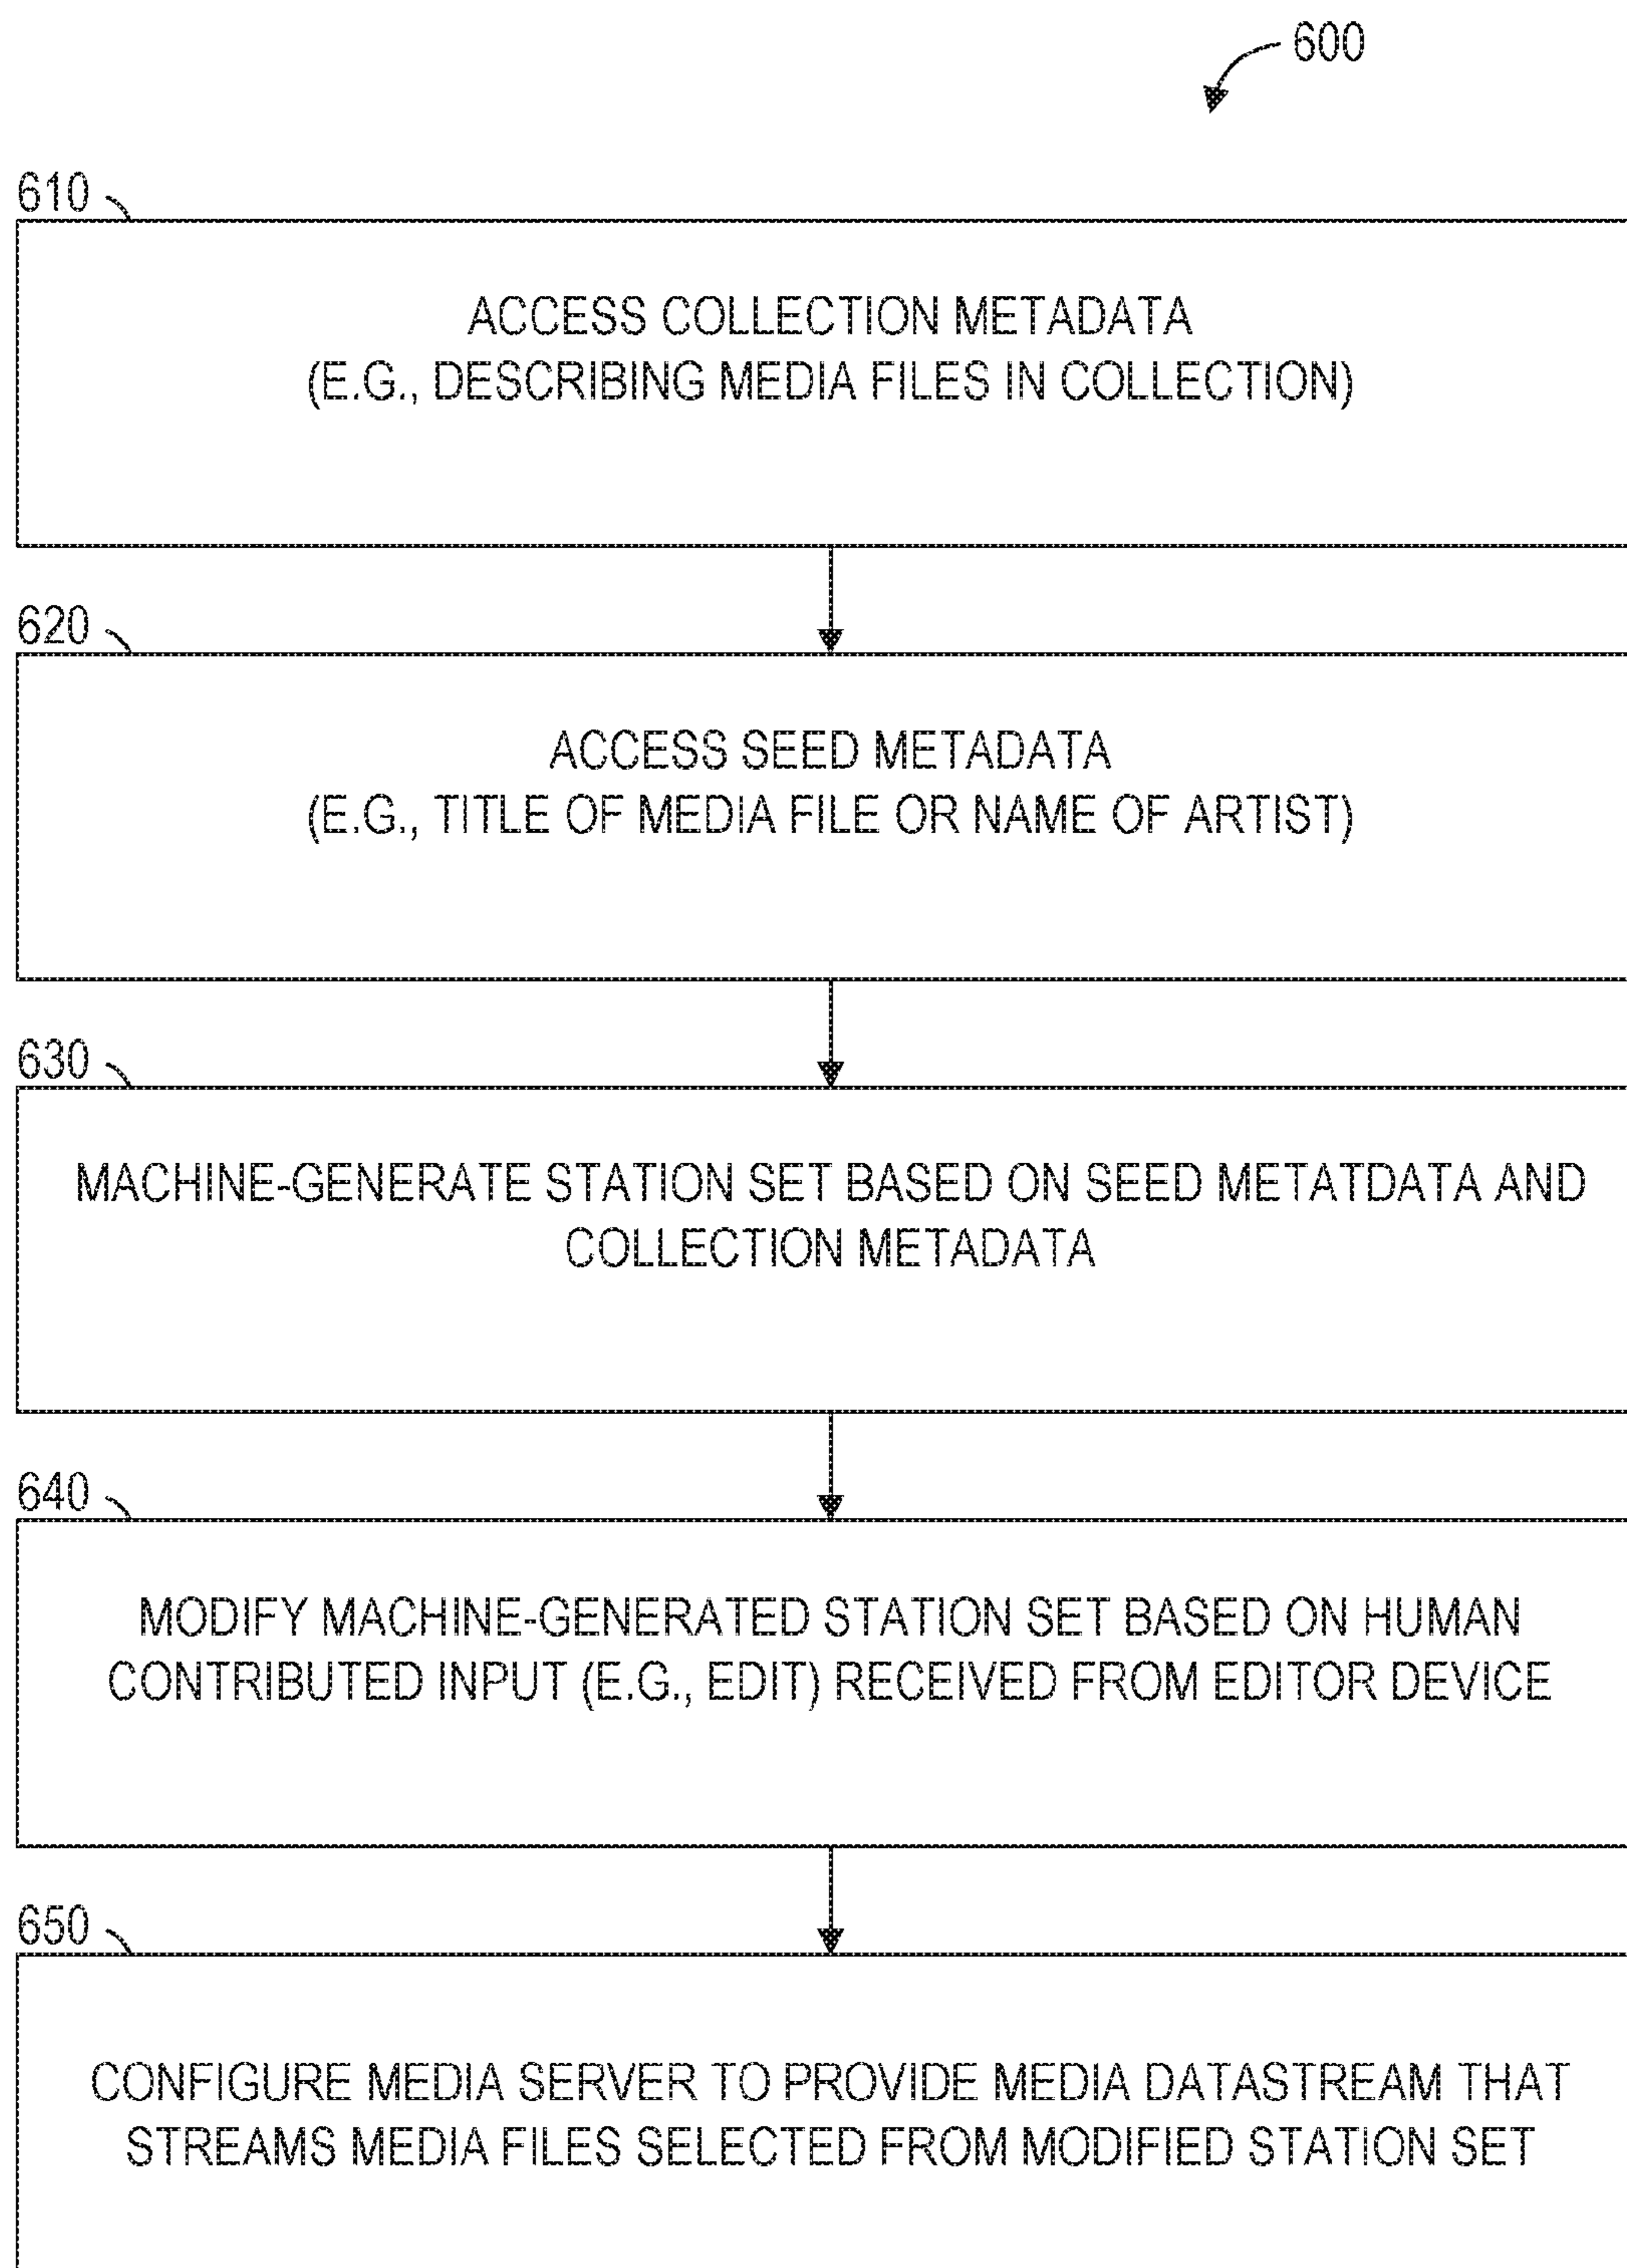 600
610
ACCESS COLLECTION METADATA
(E.G., DESCRIBING MEDIA FILES IN COLLECTION)
620
ACCESS SEED METADATA
(E.G., TITLE OF MEDIA FILE OR NAME OF ARTIST)
630
MACHINE-GENERATE STATION SET BASED ON SEED METATDATA AND
COLLECTION METADATA
640
MODIFY MACHINE-GENERATED STATION SET BASED ON HUMAN
CONTRIBUTED INPUT (E.G., EDIT) RECEIVED FROM EDITOR DEVICE
650
CONFIGURE MEDIA SERVER TO PROVIDE MEDIA DATASTREAM THAT
STREAMS MEDIA FILES SELECTED FROM MODIFIED STATION SET